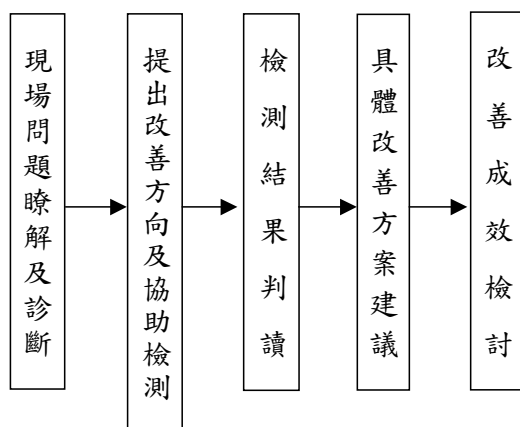 現場問題瞭解及診斷
提出改善方向及協助檢測
檢測結果判讀
具體改善方案建議
改善成效檢討